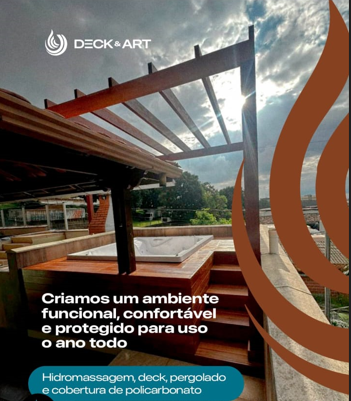 DECK & ART
Criamos um ambiente
funcional, confortável
e protegido para uso
o ano todo
Hidromassagem, deck, pergolado
e cobertura de policarbonato